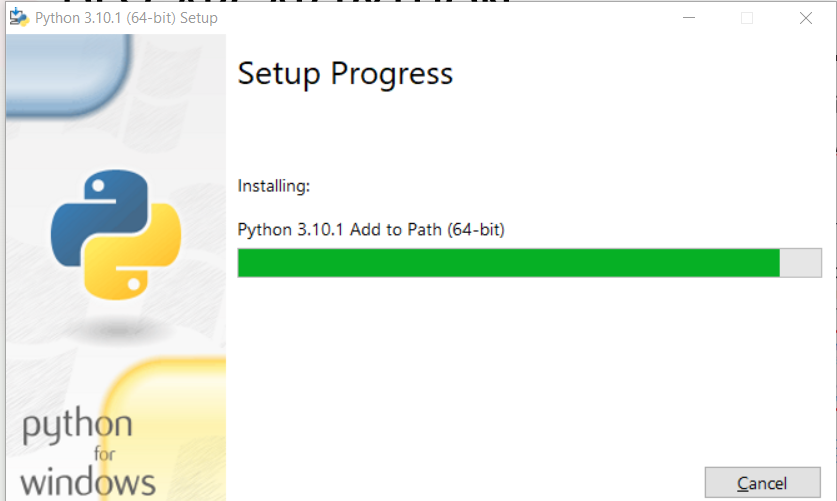 Python 3.10.1 (64-bit) Setup
Setup Progress
Installing:
Python 3.10.1 Add to Path (64-bit)
python
for
windows
Cancel